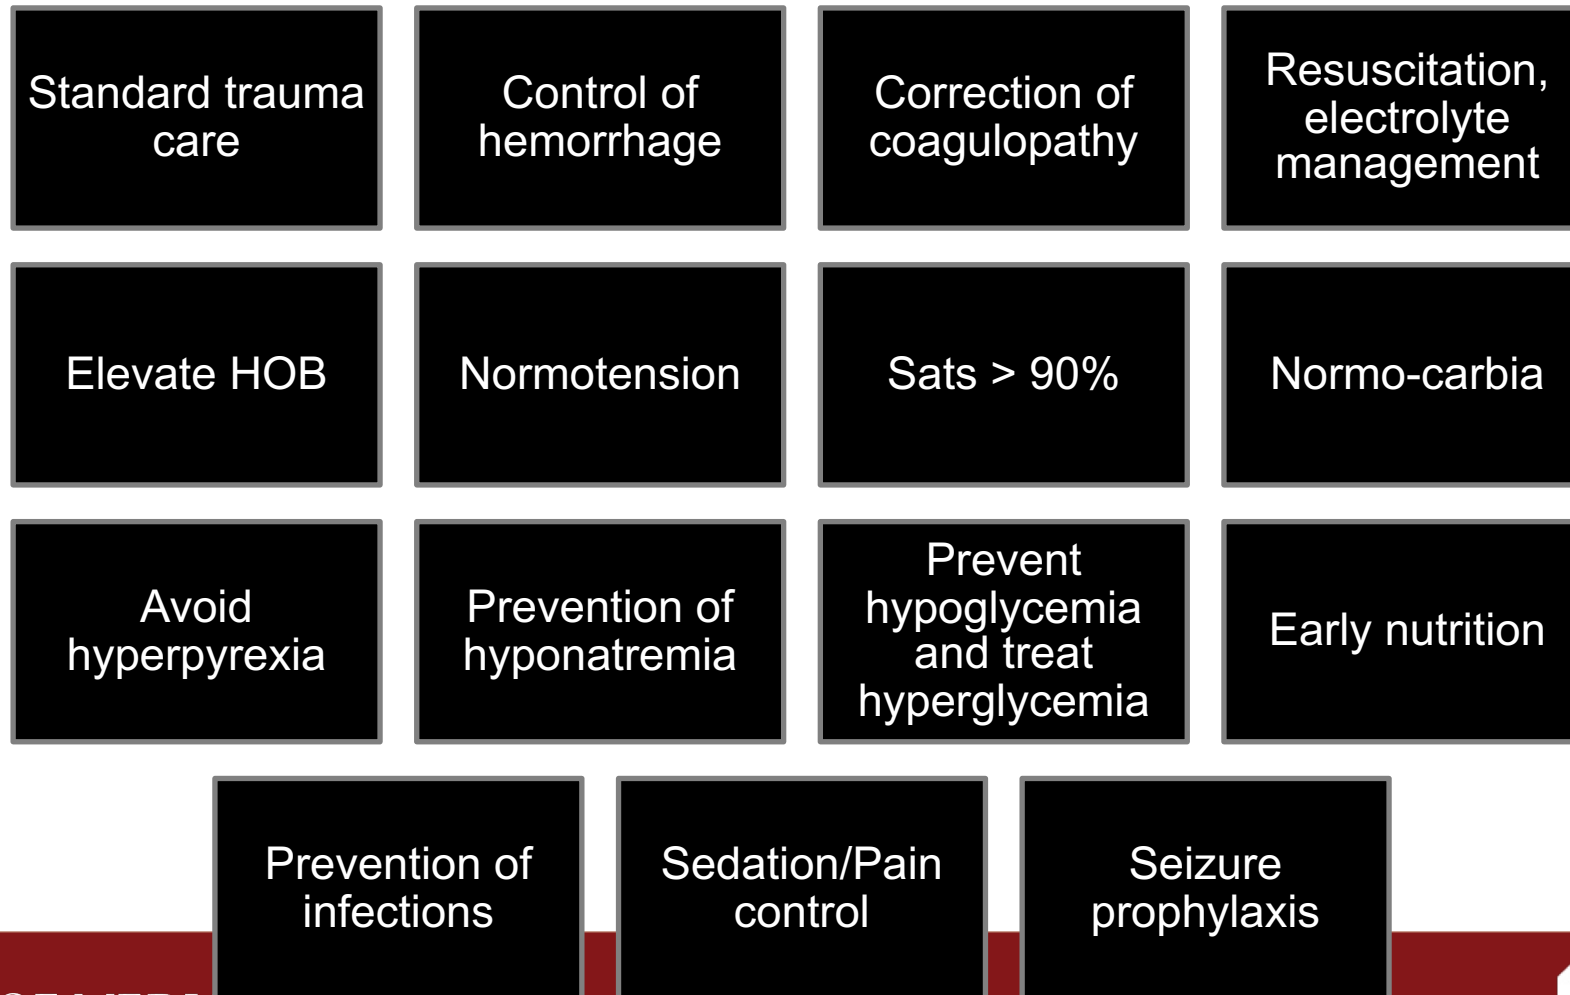 Standard trauma
care
Control of
hemorrhage
Correction of
coagulopathy
Resuscitation,
electrolyte
management
Elevate HOB
Normotension
Sats > 90%
Normo-carbia
Avoid
hyperpyrexia
Prevention of
hyponatremia
Prevent
hypoglycemia
and treat
hyperglycemia
Early nutrition
Prevention of
infections
Sedation/Pain
control
Seizure
prophylaxis